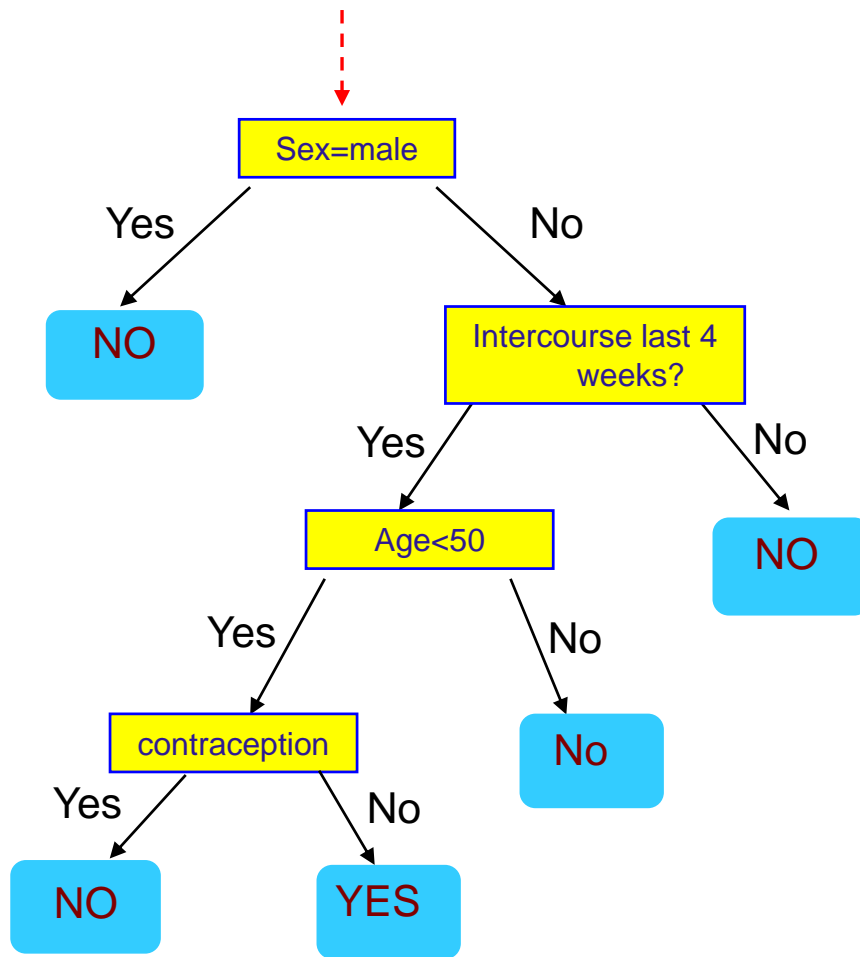 Sex=male
Yes
No
NO
Intercourse last 4
weeks?
Yes
No
Age<50
NO
Yes
No
contraception
No
Yes
No
NO
YES